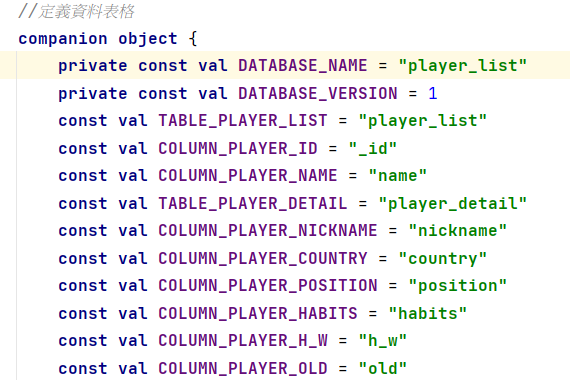 //定義資料表格
companion object {
private const val DATABASE_NAME = "player_list"
private const val DATABASE_VERSION = 1
const val TABLE_PLAYER_LIST = "player_list"
const val COLUMN_PLAYER_ID = "_id"
const val COLUMN_PLAYER_NAME = "name"
const val TABLE_PLAYER_DETAIL = "player_detail"
const val COLUMN_PLAYER_NICKNAME = "nickname"
const val COLUMN_PLAYER_COUNTRY = "country"
const val COLUMN_PLAYER_POSITION = "position"
const val COLUMN_PLAYER_HABITS = "habits"
const val COLUMN_PLAYER_H_W = "h_w"
const val COLUMN_PLAYER_OLD = "old"